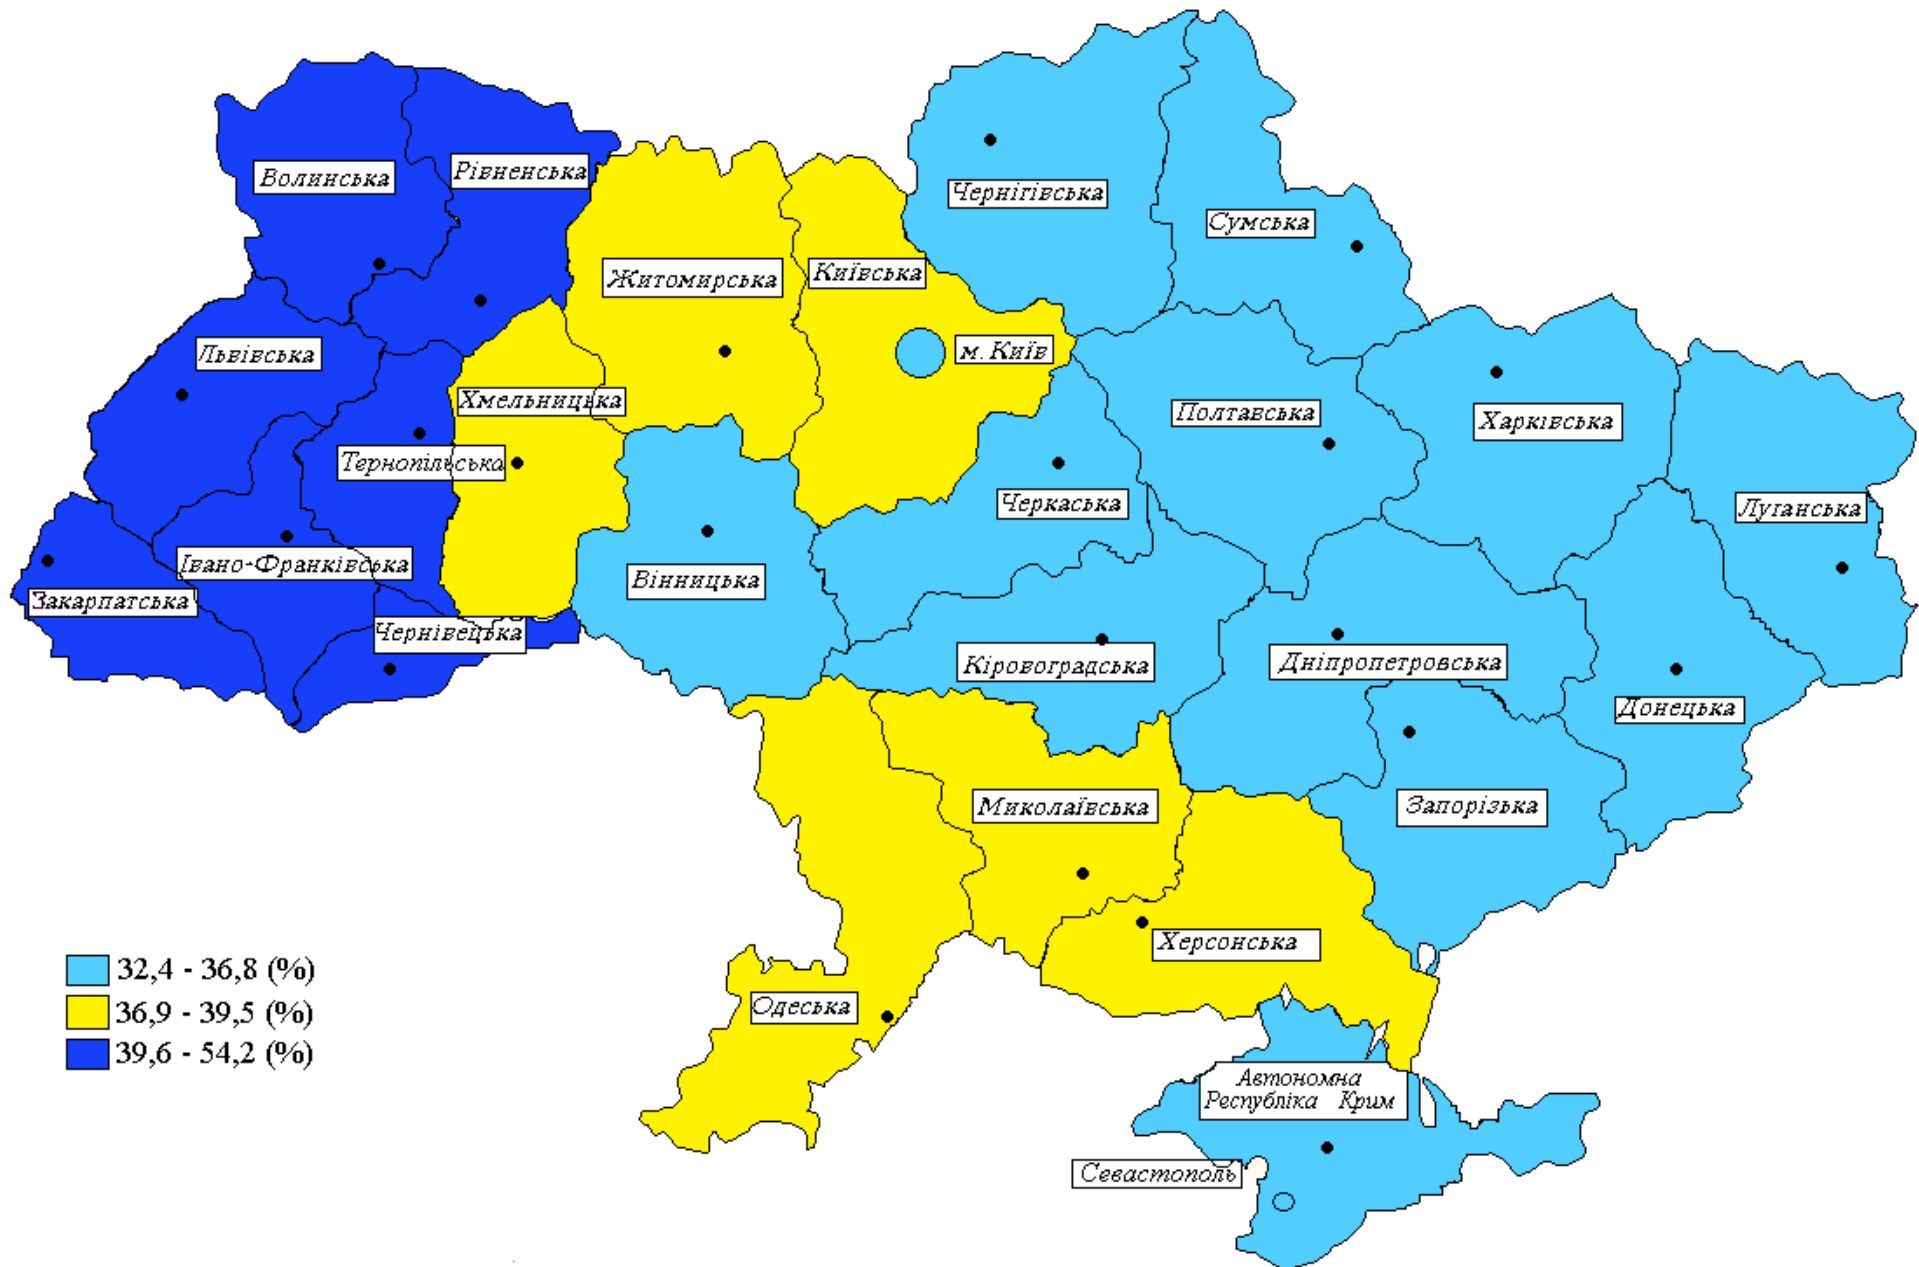 Волинська
Рівненська
Чернігівська
Сумська
Житомирська
Київська
м. Київ
Львівська
Хмельницька
Полтавська
Харківська
Тернопільська
Черкаська
Луганська
Івано-Франківська
Вінницька
Закарпатська
Чернівецька
Кіровоградська
Дніпропетровська
Донецька
Миколаївська
Запорізька
Херсонська
Одеська
32,4 - 36,8 (%)
36,9 - 39,5 (%)
39,6 - 54,2 (%)
Автономна
Республіка Крим
Севастополь